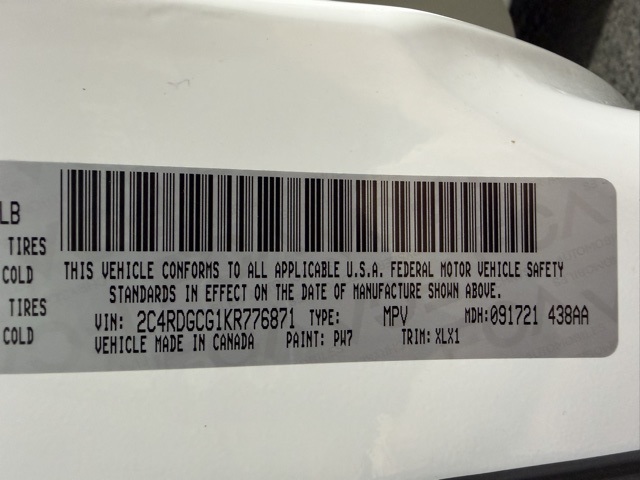 LB
TIRES
COLD
TIRES
COLD
THIS VEHICLE CONFORMS TO ALL APPLICABLE U.S.A. FEDERAL MOTOR VEHICLE SAFETY
STANDARDS IN EFFECT ON THE DATE OF MANUFACTURE SHOWN ABOVE.
VIN: 2C4RDGCG1KR776871 TYPE: MPV MDH:091721 438AA
VEHICLE MADE IN CANADA PAINT: PW7 TRIM: XLX1